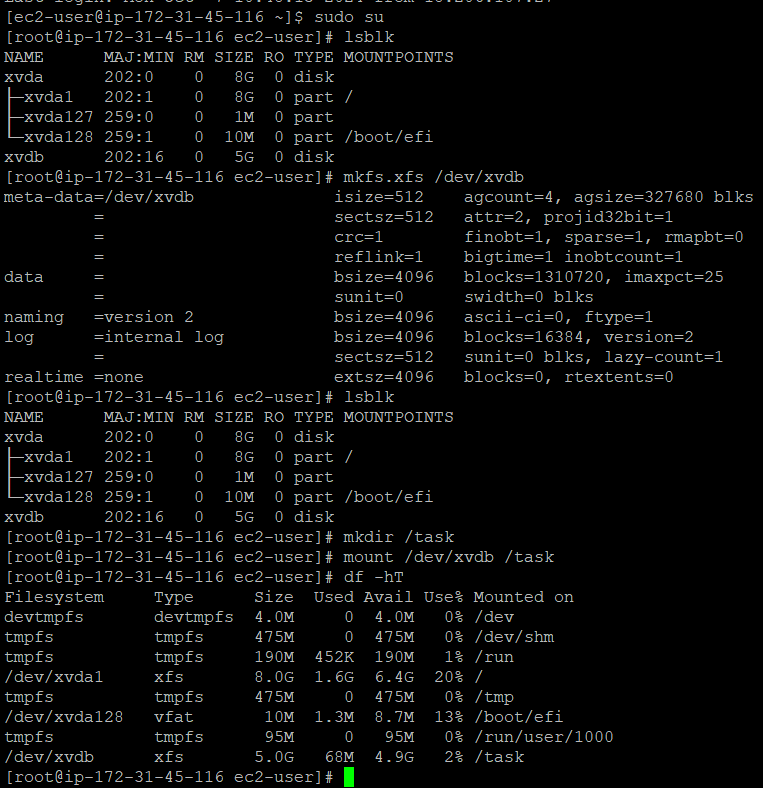 [ec2-user@ip-172-31-45-116 ~]$ sudo su
[root@ip-172-31-45-116 ec2-user]# lsblk
NAME      MAJ:MIN RM SIZE RO TYPE MOUNTPOINTS
xvda      202:0    0   8G  0 disk
├─xvda1   202:1    0   8G  0 part /
├─xvda127 259:0    0   1M  0 part
└─xvda128 259:1    0  10M  0 part /boot/efi
xvdb      202:16   0   5G  0 disk
[root@ip-172-31-45-116 ec2-user]# mkfs.xfs /dev/xvdb
meta-data=/dev/xvdb              isize=512    agcount=4, agsize=327680 blks
         =                       sectsz=512   attr=2, projid32bit=1
         =                       crc=1        finobt=1, sparse=1, rmapbt=0
         =                       reflink=1    bigtime=1 inobtcount=1
data     =                       bsize=4096   blocks=1310720, imaxpct=25
         =                       sunit=0      swidth=0 blks
naming   =version 2              bsize=4096   ascii-ci=0, ftype=1
log      =internal log           bsize=4096   blocks=16384, version=2
         =                       sectsz=512   sunit=0 blks, lazy-count=1
realtime =none                   extsz=4096   blocks=0, rtextents=0
[root@ip-172-31-45-116 ec2-user]# lsblk
NAME      MAJ:MIN RM SIZE RO TYPE MOUNTPOINTS
xvda      202:0    0   8G  0 disk
├─xvda1   202:1    0   8G  0 part /
├─xvda127 259:0    0   1M  0 part
└─xvda128 259:1    0  10M  0 part /boot/efi
xvdb      202:16   0   5G  0 disk
[root@ip-172-31-45-116 ec2-user]# mkdir /task
[root@ip-172-31-45-116 ec2-user]# mount /dev/xvdb /task
[root@ip-172-31-45-116 ec2-user]# df -hT
Filesystem     Type      Size  Used Avail Use% Mounted on
devtmpfs       devtmpfs  4.0M     0  4.0M   0% /dev
tmpfs          tmpfs     475M     0  475M   0% /dev/shm
tmpfs          tmpfs     190M  452K  190M   1% /run
/dev/xvda1     xfs       8.0G  1.6G  6.4G  20% /
tmpfs          tmpfs     475M     0  475M   0% /tmp
/dev/xvda128   vfat       10M  1.3M  8.7M  13% /boot/efi
tmpfs          tmpfs      95M     0   95M   0% /run/user/1000
/dev/xvdb      xfs       5.0G   68M  4.9G   2% /task
[root@ip-172-31-45-116 ec2-user]#